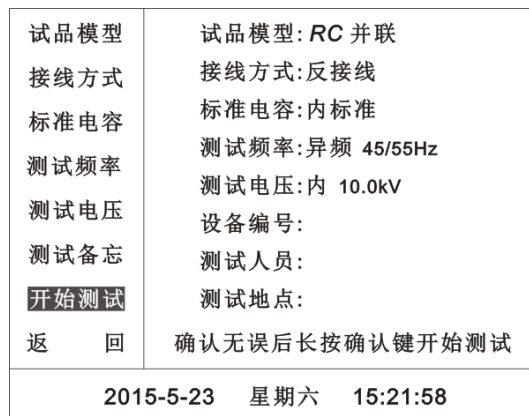 试品模型
接线方式
标准电容
测试频率
测试电压
测试备忘
开始测试
返 回
试品模型:RC 并联
接线方式:反接线
标准电容:内标准
测试频率:异频 45/55Hz
测试电压:内 10.0kV
设备编号:
测试人员:
测试地点:
确认无误后长按确认键开始测试
2015-5-23 星期六 15:21:58